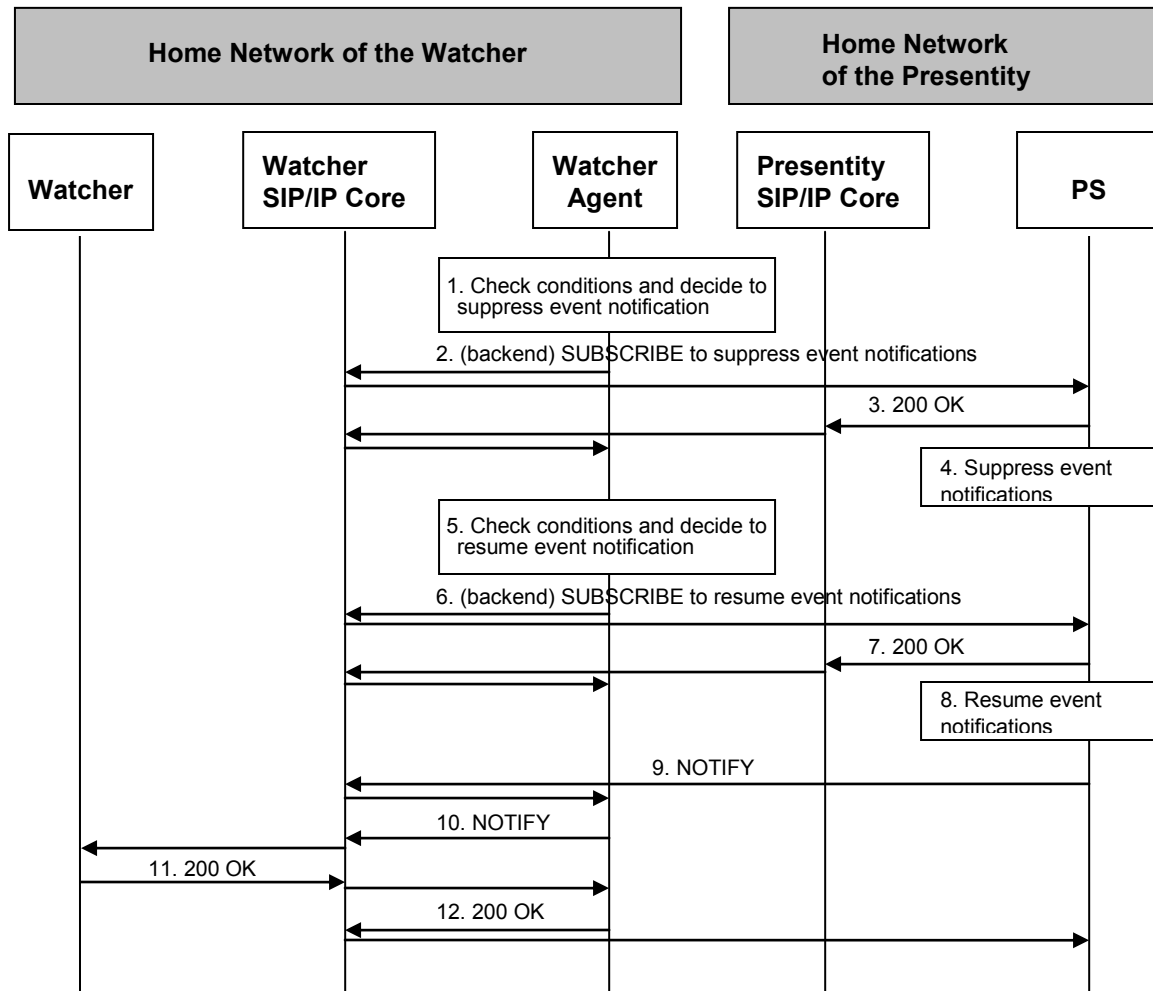 Home Network of the Watcher
Home Network
of the Presentity
Watcher
Watcher
SIP/IP Core
Watcher
Agent
Presentity
SIP/IP Core
PS
1. Check conditions and decide to
suppress event notification
2. (backend) SUBSCRIBE to suppress event notifications
3. 200 OK
4. Suppress event
notifications
5. Check conditions and decide to
resume event notification
6. (backend) SUBSCRIBE to resume event notifications
7. 200 OK
8. Resume event
notifications
9. NOTIFY
10. NOTIFY
11. 200 OK
12. 200 OK